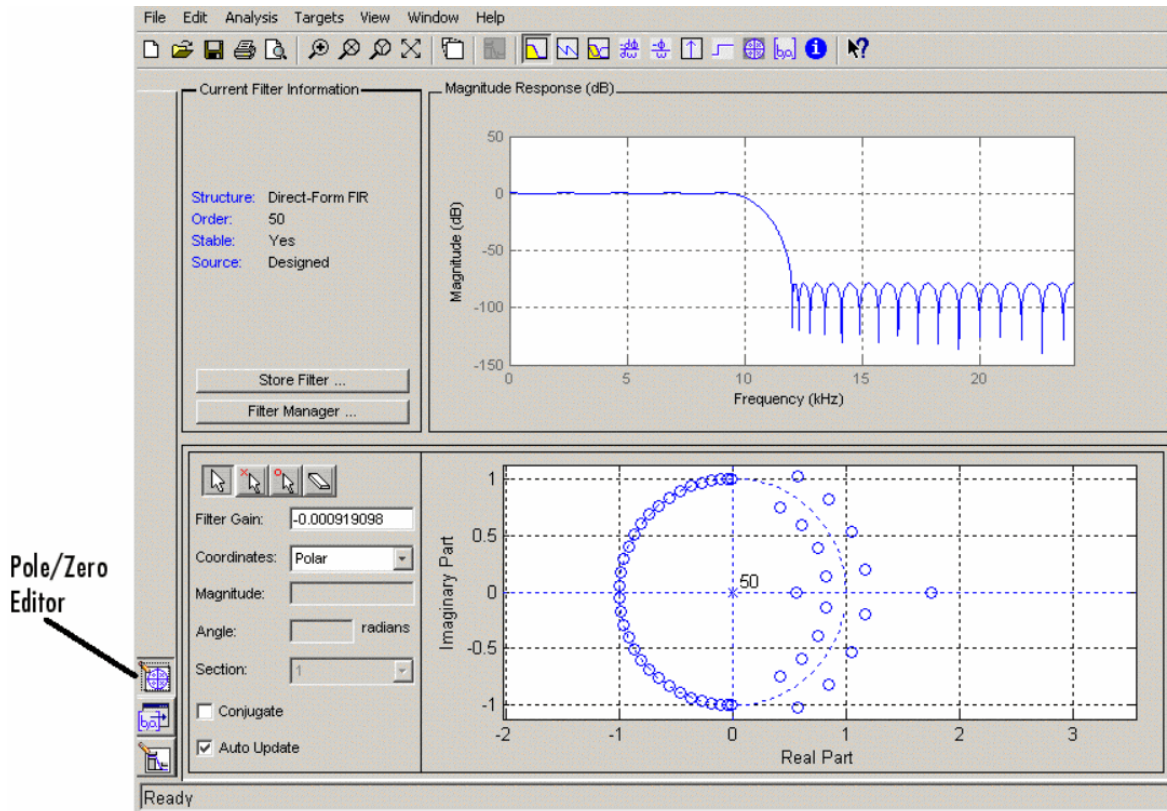 File Edit Analysis Targets View Window Help
Current Filter Information
Structure: Direct-Form FIR
Order: 50
Stable: Yes
Source: Designed
Store Filter ...
Filter Manager ...
Magnitude Response (dB)
Magnitude (dB)
50
0
-50
-100
-150
0 5 10 15 20
Frequency (kHz)
Filter Gain: -0.000919098
Coordinates: Polar
Magnitude:
Angle: radians
Section: 1
Conjugate
Auto Update
Imaginary Part
1
0.5
0
-0.5
-1
50
-2 -1 0 1 2 3
Real Part
Pole/Zero
Editor
Ready